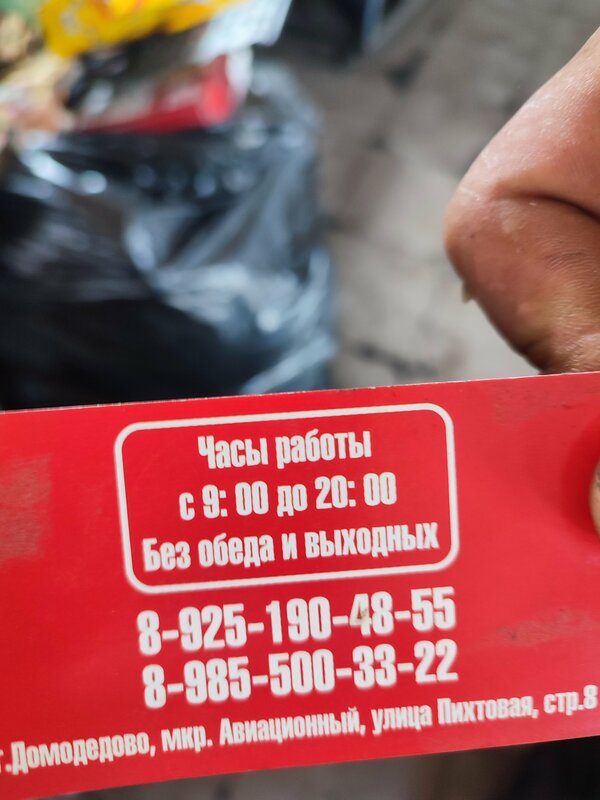 Часы работы
с 9: 00 до 20: 00
Без обеда и выходных
8-925-190-48-55
8-985-500-33-22
г.Домодедово, мкр. Авиационный, улица Пихтовая, стр.8